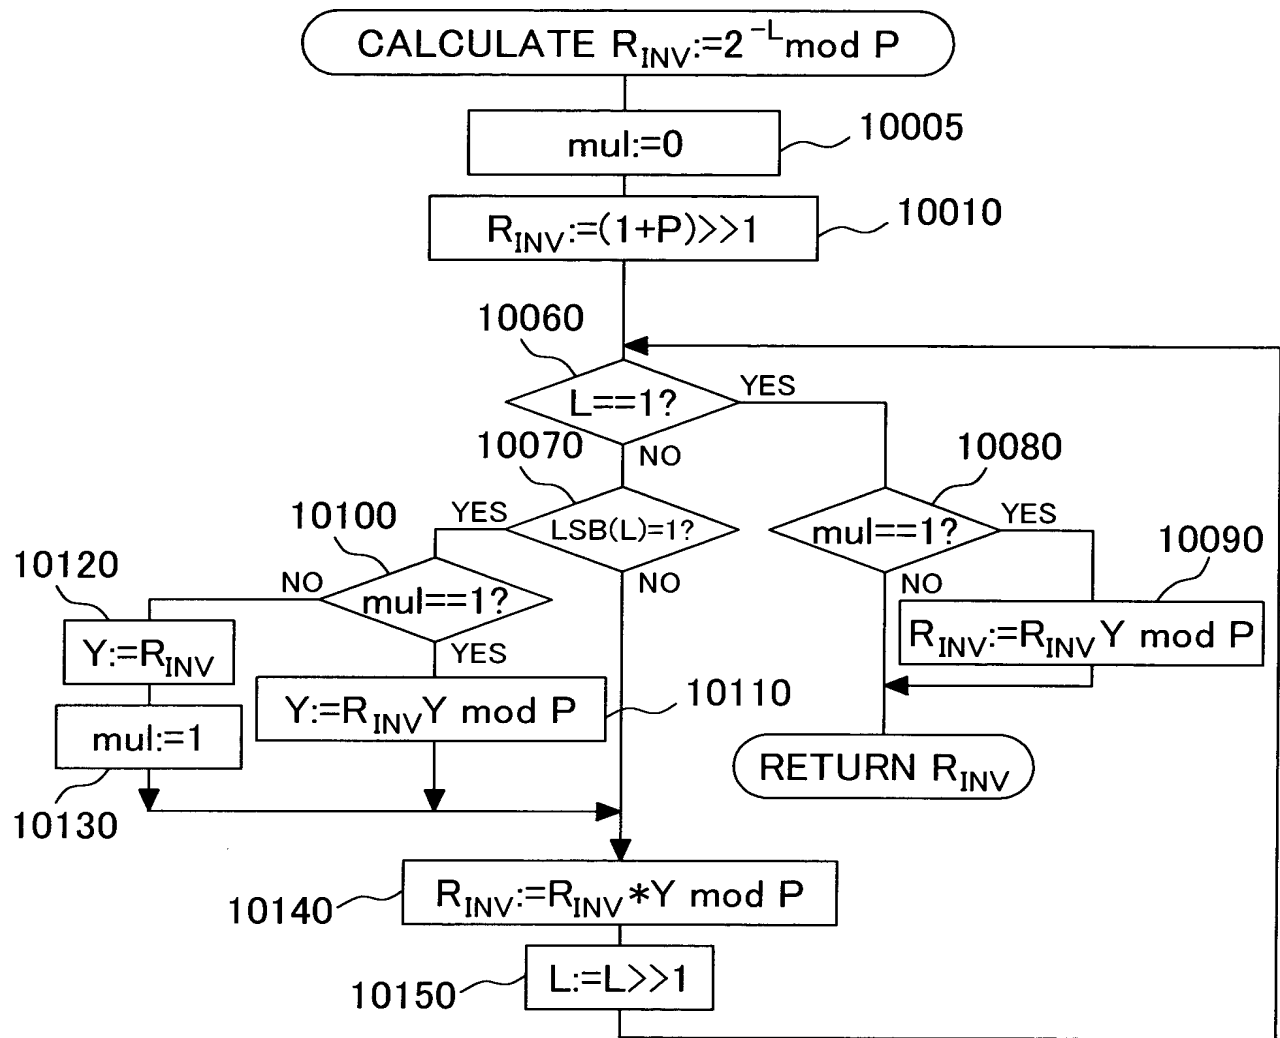 CALCULATE R_INV:=2^-L mod P
mul:=0
10005
R_INV:=(1+P)>>1
10010
10060
L==1?
YES
NO
10070
LSB(L)=1?
YES
NO
10080
mul==1?
YES
NO
10090
R_INV:=R_INV Y mod P
10100
mul==1?
NO
YES
10120
Y:=R_INV
mul:=1
10130
Y:=R_INV Y mod P
10110
RETURN R_INV
R_INV:=R_INV*Y mod P
10140
L:=L>>1
10150